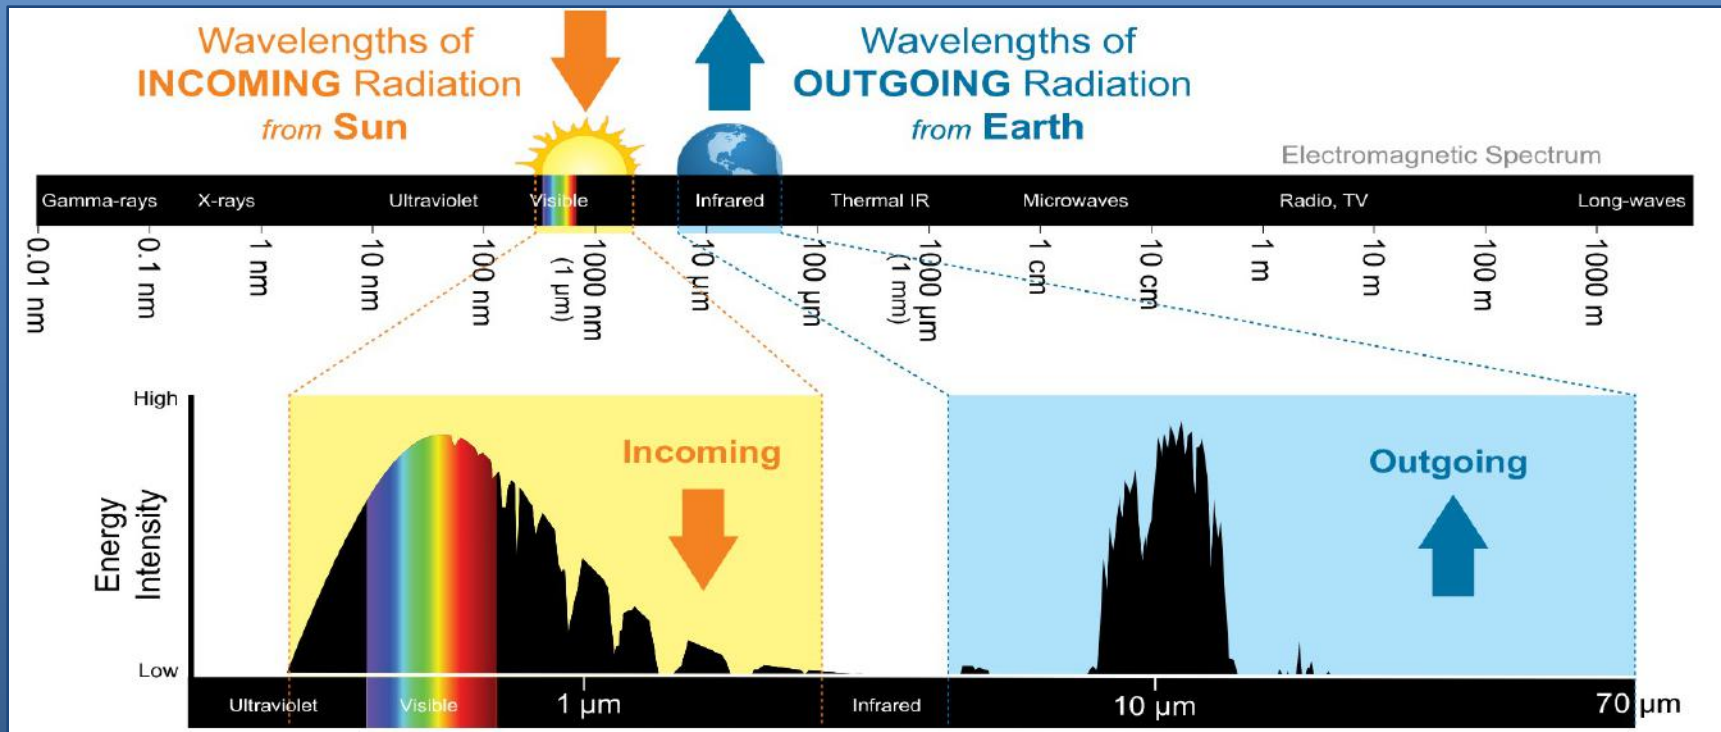 Wavelengths of
INCOMING Radiation
from Sun
Wavelengths of
OUTGOING Radiation
from Earth
Electromagnetic Spectrum
Gamma-rays X-rays Ultraviolet Visible Infrared Thermal IR Microwaves Radio, TV Long-waves
0.01 nm
0.1 nm
1 nm
10 nm
100 nm
1000 nm
(1 μm)
10 μm
100 μm
1000 μm
(1 mm)
1 cm
10 cm
1 m
10 m
100 m
1000 m
High
Energy
Intensity
Low
Incoming
Outgoing
Ultraviolet Visible 1 μm Infrared 10 μm 70 μm